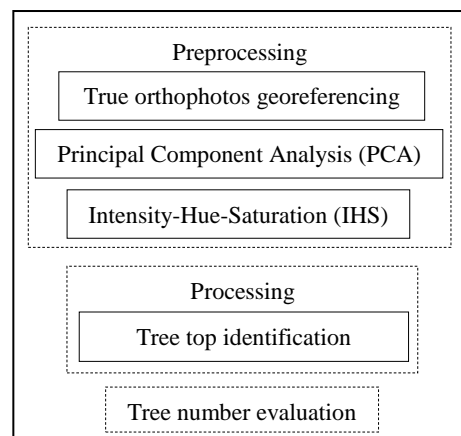 Preprocessing
True orthophotos georeferencing
Principal Component Analysis (PCA)
Intensity-Hue-Saturation (IHS)
Processing
Tree top identification
Tree number evaluation